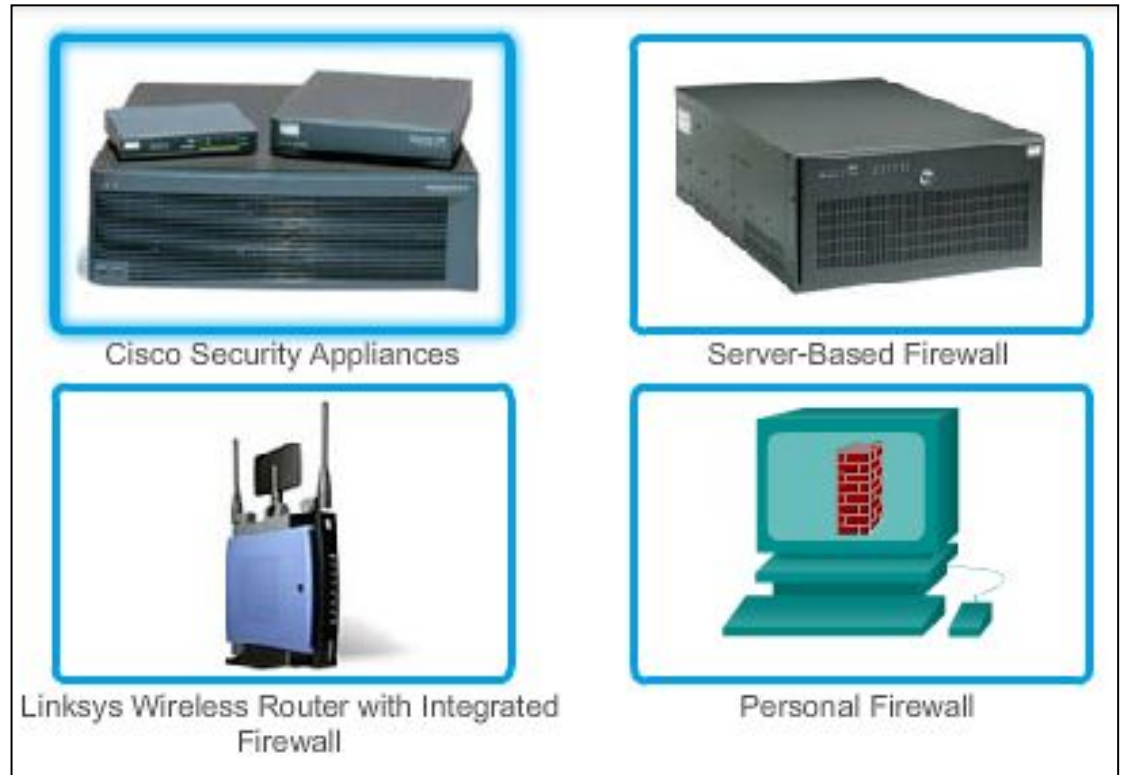 Cisco Security Appliances
Server-Based Firewall
Linksys Wireless Router with Integrated
Firewall
Personal Firewall